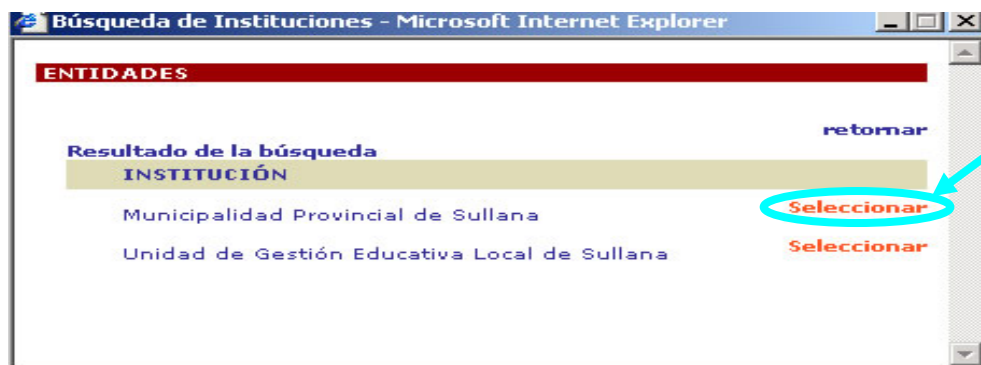 Búsqueda de Instituciones - Microsoft Internet Explorer
ENTIDADES
retornar
Resultado de la búsqueda
INSTITUCIÓN
Municipalidad Provincial de Sullana Seleccionar
Unidad de Gestión Educativa Local de Sullana Seleccionar